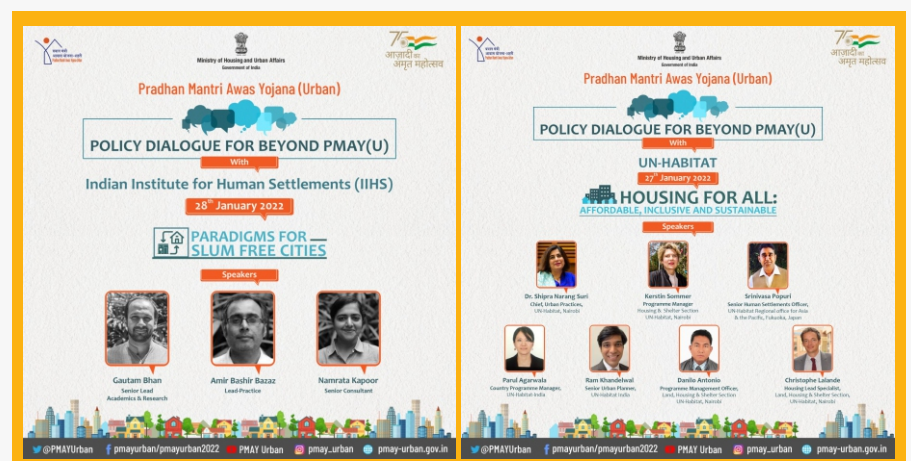 Ministry of Housing and Urban Affairs
Government of India
75
आज़ादी का
अमृत महोत्सव
Pradhan Mantri Awas Yojana (Urban)
POLICY DIALOGUE FOR BEYOND PMAY(U)
With
Indian Institute for Human Settlements (IIHS)
28th January 2022
PARADIGMS FOR
SLUM FREE CITIES
Speakers
Gautam Bhan
Senior Lead
Academics & Research
Amir Bashir Bazaz
Lead-Practice
Namrata Kapoor
Senior Consultant
@PMAYUrban pmayurban/pmayurban2022 PMAY Urban pmay_urban pmay-urban.gov.in
Ministry of Housing and Urban Affairs
Government of India
75
आज़ादी का
अमृत महोत्सव
Pradhan Mantri Awas Yojana (Urban)
POLICY DIALOGUE FOR BEYOND PMAY(U)
With
UN-HABITAT
27th January 2022
HOUSING FOR ALL:
AFFORDABLE, INCLUSIVE AND SUSTAINABLE
Speakers
Dr. Shipra Narang Suri
Chief, Urban Practices,
UN-Habitat, Nairobi
Kerstin Sommer
Programme Manager
Housing & Shelter Section
UN-Habitat, Nairobi
Srinivasa Popuri
Senior Human Settlements Officer,
UN-Habitat Regional office for Asia
& the Pacific, Fukuoka, Japan
Parul Agarwala
Country Programme Manager,
UN-Habitat India
Ram Khandelwal
Senior Urban Planner,
UN-Habitat India
Danilo Antonio
Programme Management Officer,
Land, Housing & Shelter Section
UN-Habitat, Nairobi
Christophe Lalande
Housing Lead Specialist,
Land, Housing & Shelter Section,
UN-Habitat, Nairobi
@PMAYUrban pmayurban/pmayurban2022 PMAY Urban pmay_urban pmay-urban.gov.in